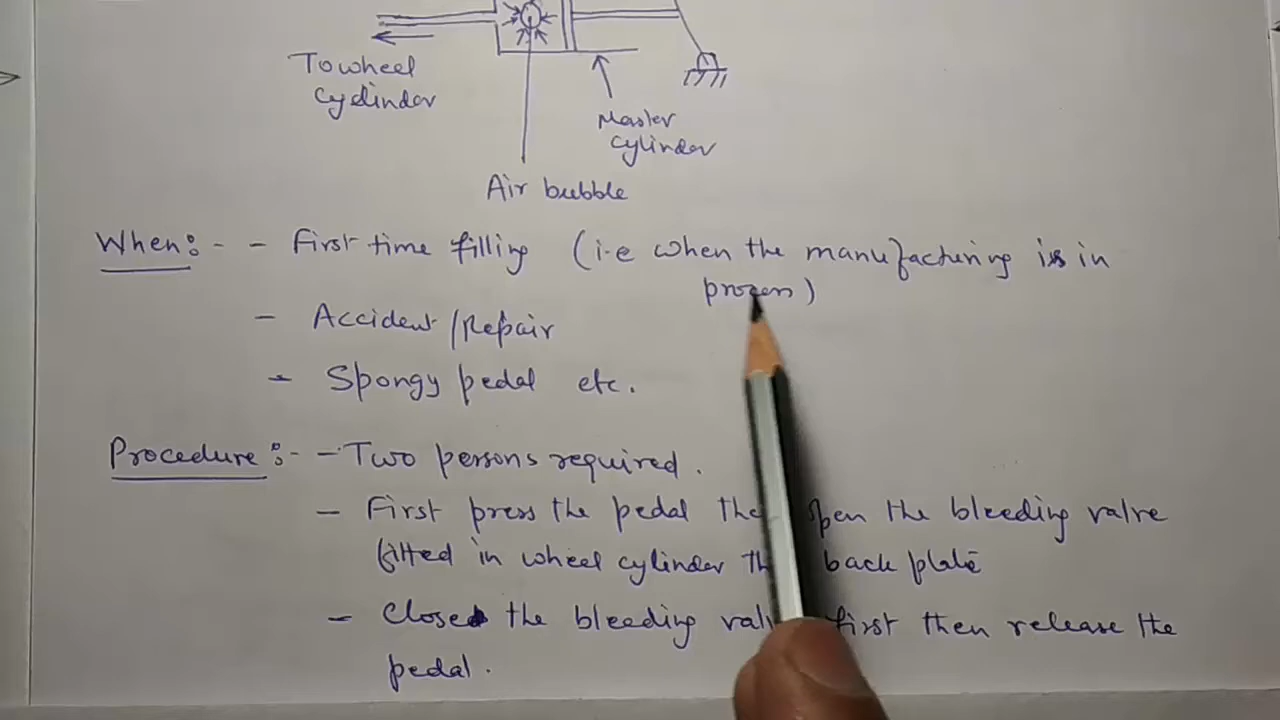 To wheel
cylinder
Master
cylinder
Air bubble
When:- - First time filling (i.e when the manufacturing is in
process)
- Accident/Repair
- Spongy pedal etc.
Procedure:- - Two persons required.
- First press the pedal open the bleeding valve
fitted in wheel cylinder back plate
- Close the bleeding first then release the
pedal.